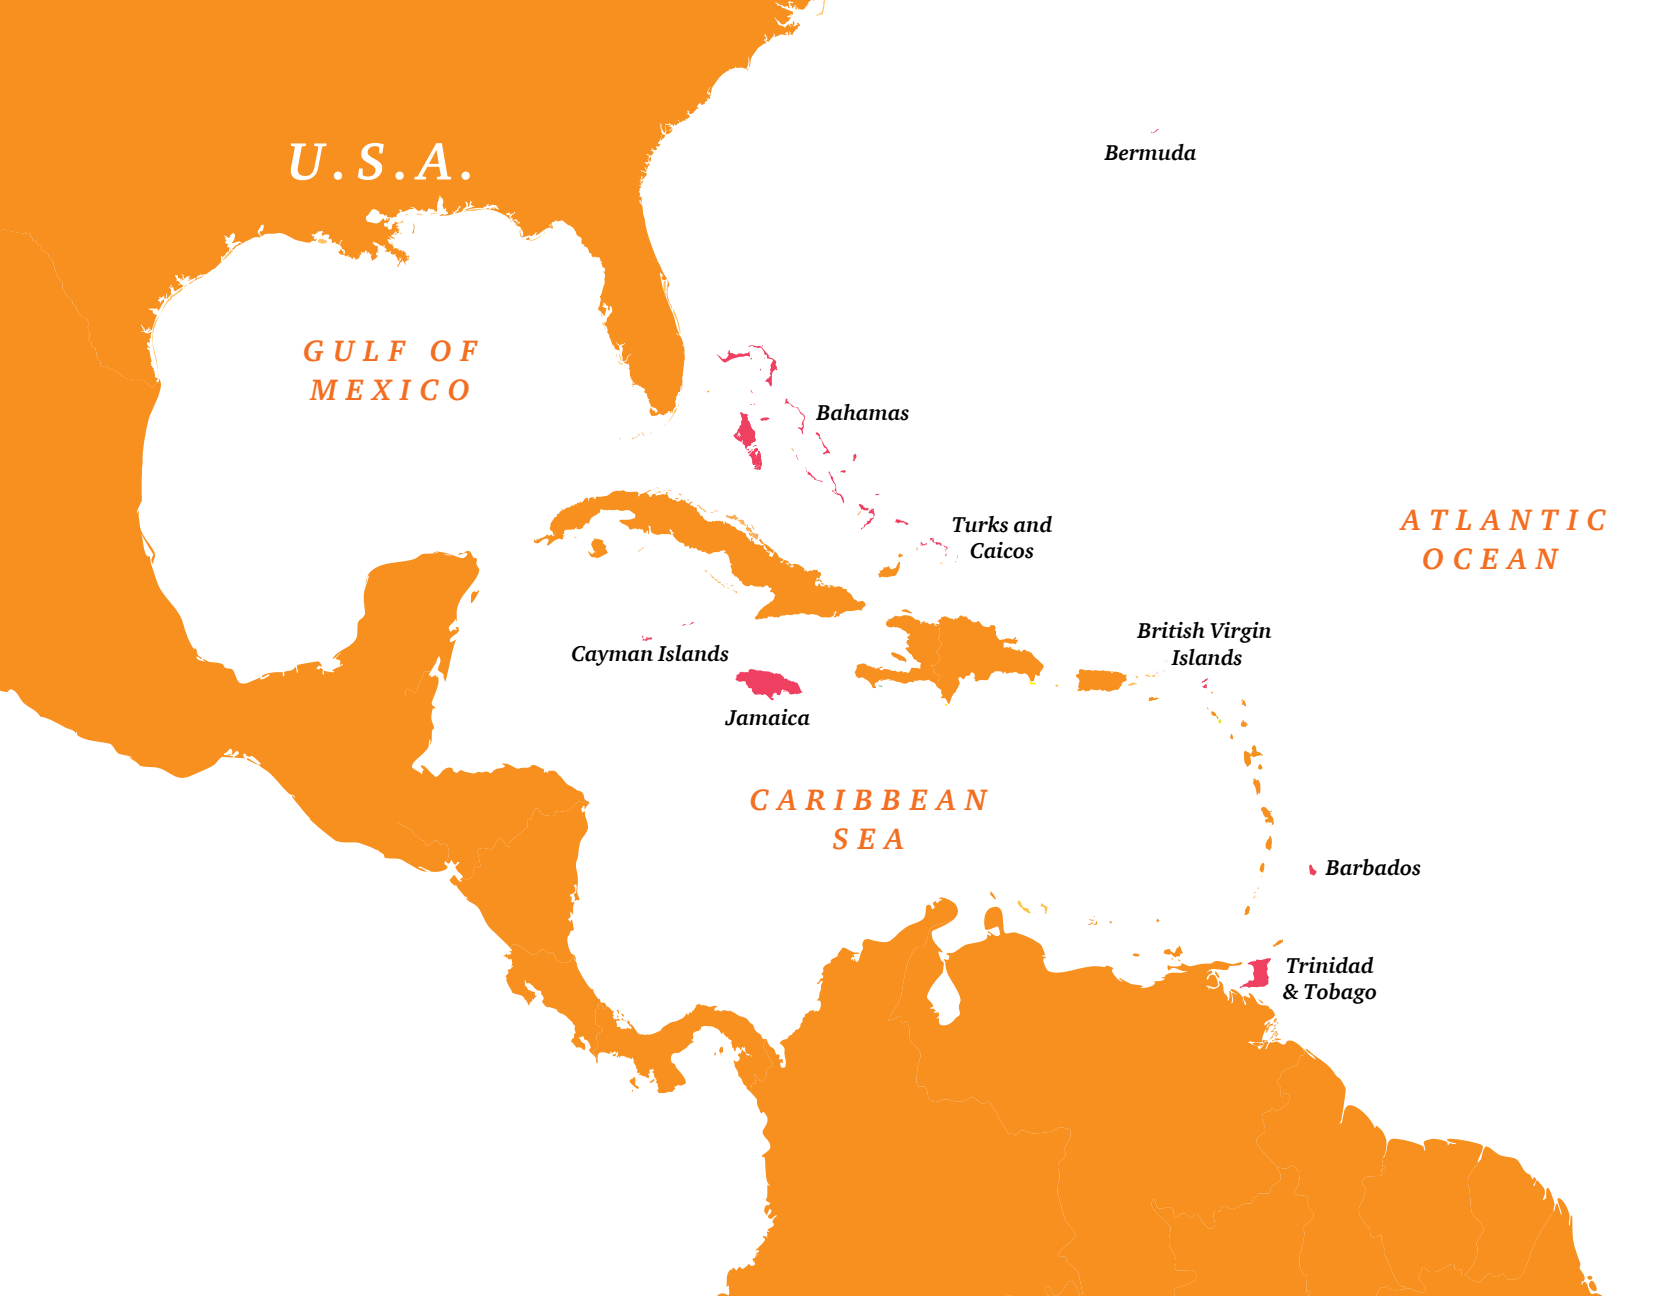 Bermuda
U.S.A.
GULF OF
MEXICO
Bahamas
Turks and
Caicos
ATLANTIC
OCEAN
British Virgin
Islands
Cayman Islands
Jamaica
CARIBBEAN
SEA
Barbados
Trinidad
& Tobago